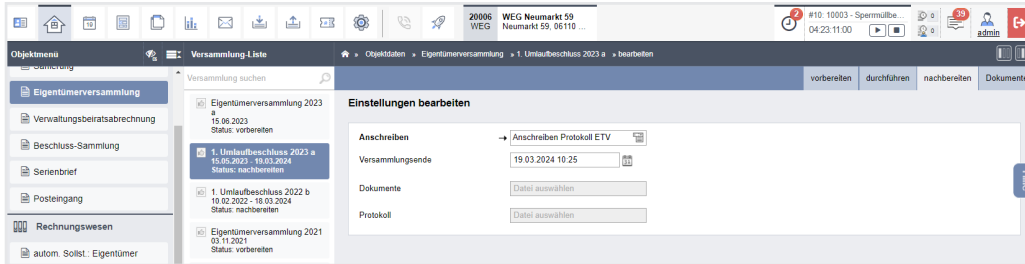 20006
WEG
WEG Neumarkt 59
Neumarkt 59, 06110 ...
2
#10: 10003 - Sperrmüllbe...
04:23:11:00
0
0
39
admin
Objektmenü
Versammlung-Liste
» Objektdaten » Eigentümerversammlung » 1. Umlaufbeschluss 2023 a » bearbeiten
Sanierung
Eigentümerversammlung
Verwaltungsbeiratsabrechnung
Beschluss-Sammlung
Serienbrief
Posteingang
Rechnungswesen
autom. Sollst.: Eigentümer
Versammlung suchen
Eigentümerversammlung 2023
a
15.06.2023
Status: vorbereiten
1. Umlaufbeschluss 2023 a
15.05.2023 - 19.03.2024
Status: nachbereiten
1. Umlaufbeschluss 2022 b
10.02.2022 - 18.03.2024
Status: nachbereiten
Eigentümerversammlung 2021
03.11.2021
Status: vorbereiten
vorbereiten
durchführen
nachbereiten
Dokumente
Einstellungen bearbeiten
Anschreiben
Anschreiben Protokoll ETV
Versammlungsende
19.03.2024 10:25
Dokumente
Datei auswählen
Protokoll
Datei auswählen